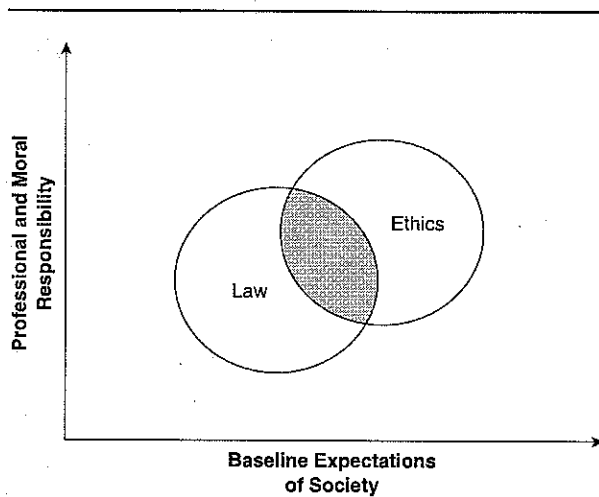 Professional and Moral
Responsibility
Ethics
Law
Baseline Expectations
of Society